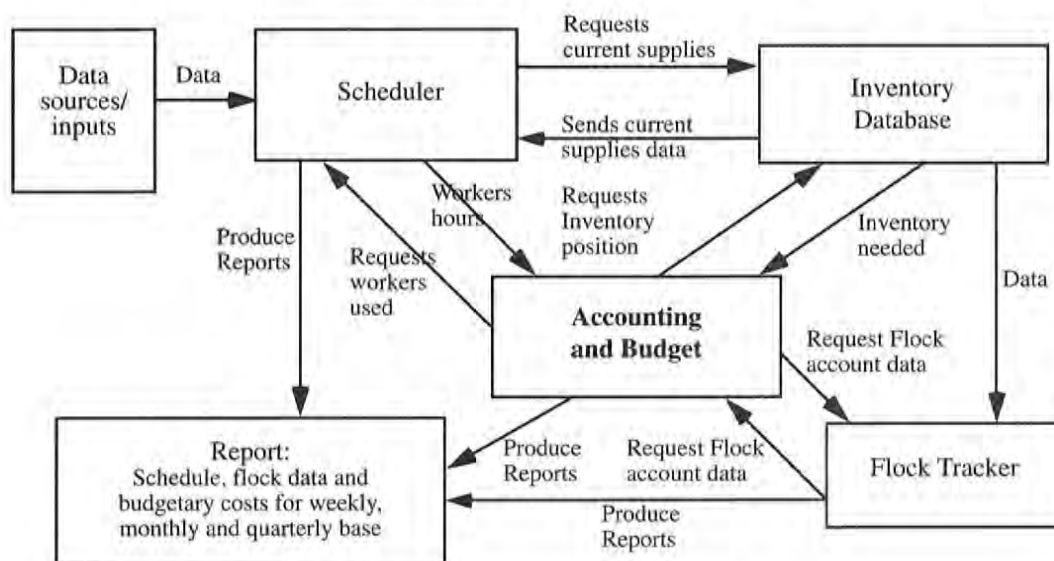 Data
sources/
inputs
Data
Scheduler
Requests
current supplies
Sends current
supplies data
Inventory
Database
Produce
Reports
Requests
workers
used
Workers
hours
Requests
Inventory
position
Inventory
needed
Data
Accounting
and Budget
Request Flock
account data
Report:
Schedule, flock data and
budgetary costs for weekly,
monthly and quarterly base
Produce
Reports
Request Flock
account data
Flock Tracker
Produce
Reports